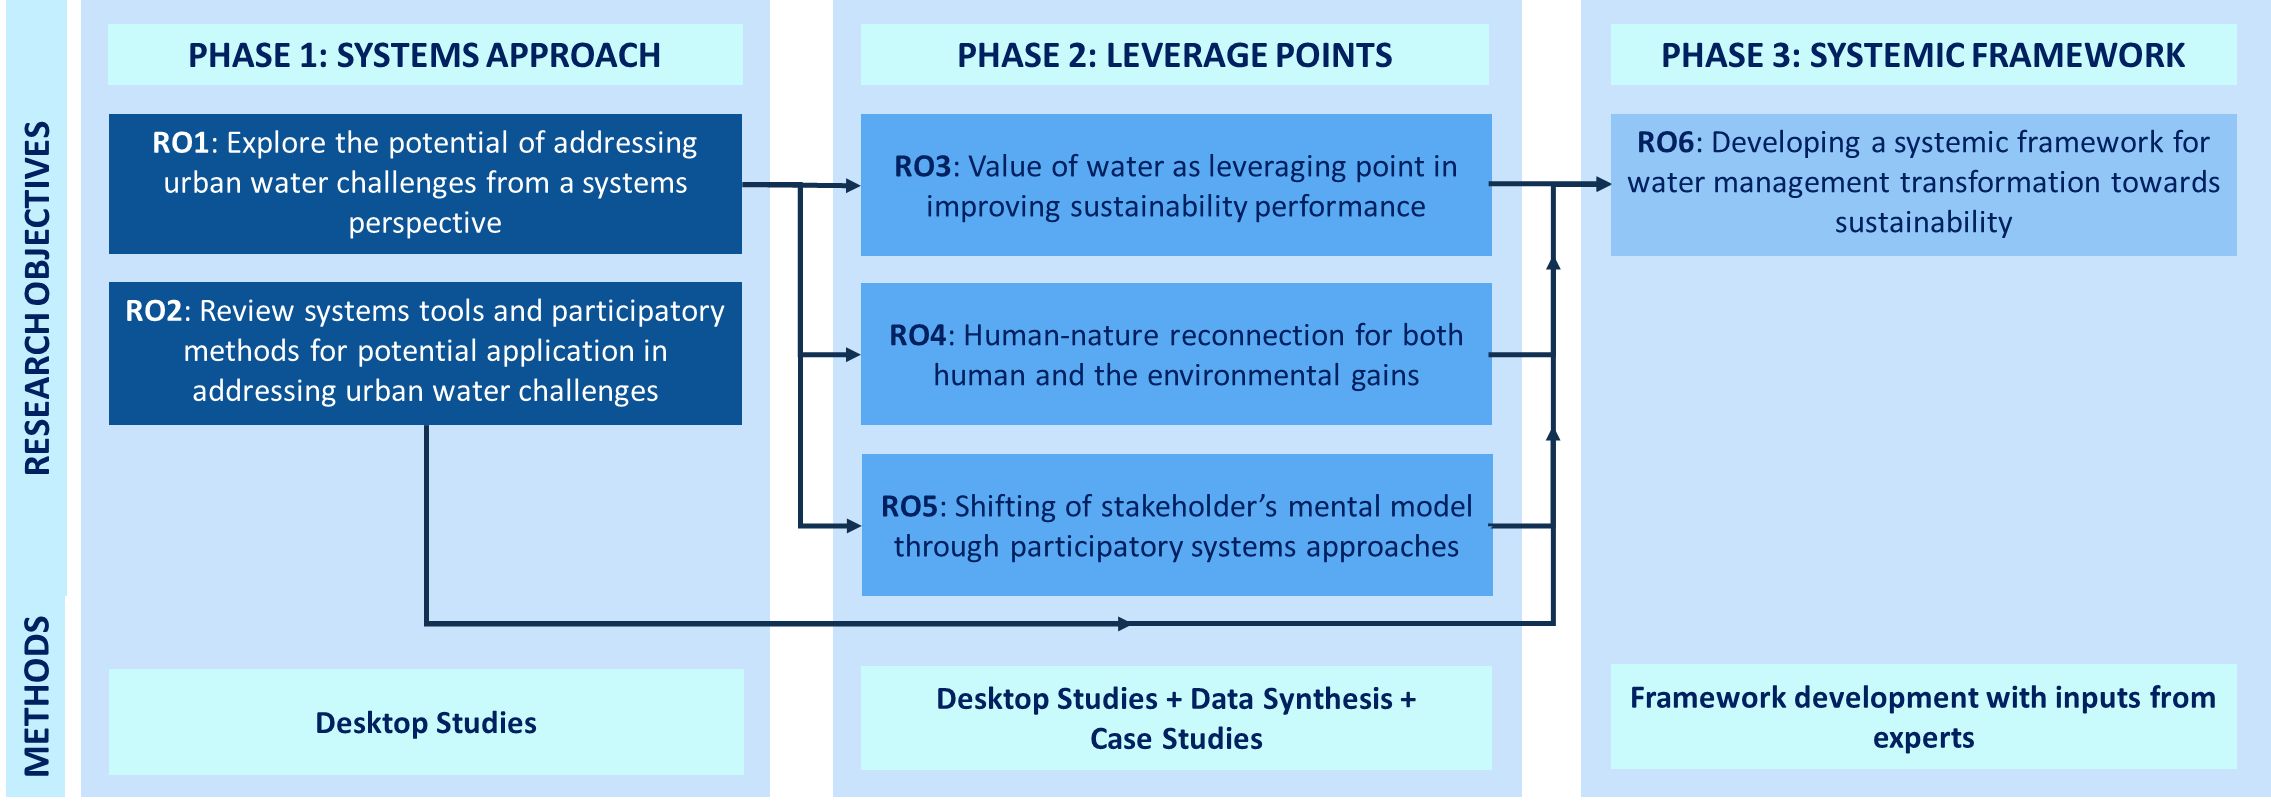 RESEARCH OBJECTIVES
METHODS
PHASE 1: SYSTEMS APPROACH
RO1: Explore the potential of addressing
urban water challenges from a systems
perspective
RO2: Review systems tools and participatory
methods for potential application in
addressing urban water challenges
Desktop Studies
PHASE 2: LEVERAGE POINTS
RO3: Value of water as leveraging point in
improving sustainability performance
RO4: Human-nature reconnection for both
human and the environmental gains
RO5: Shifting of stakeholder’s mental model
through participatory systems approaches
Desktop Studies + Data Synthesis +
Case Studies
PHASE 3: SYSTEMIC FRAMEWORK
RO6: Developing a systemic framework for
water management transformation towards
sustainability
Framework development with inputs from
experts